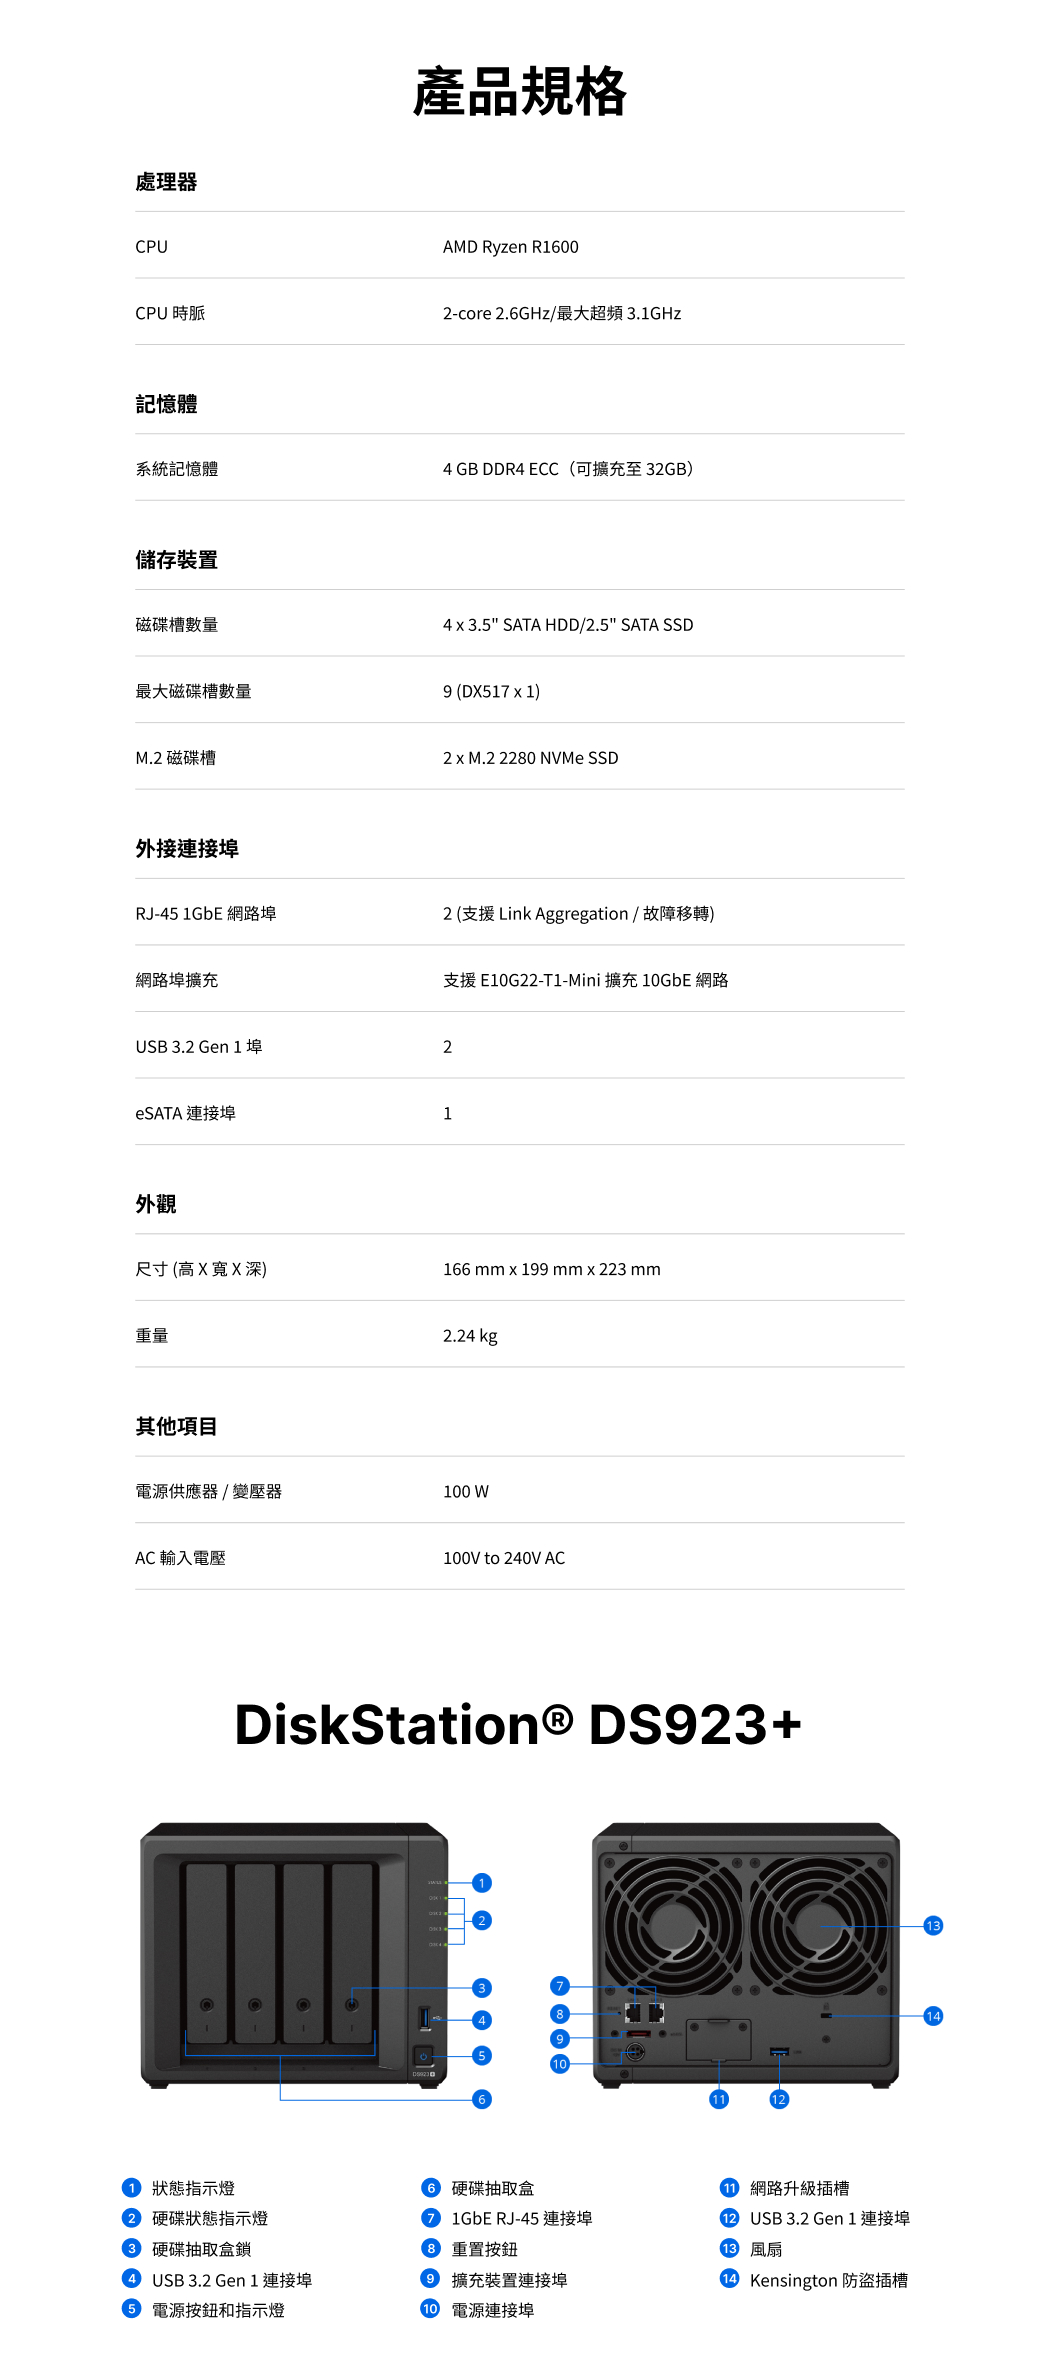 產品規格
處理器
CPU AMD Ryzen R1600
CPU 時脈 2-core 2.6GHz/最大超頻 3.1GHz
記憶體
系統記憶體 4 GB DDR4 ECC（可擴充至 32GB）
儲存裝置
磁碟槽數量 4 x 3.5" SATA HDD/2.5" SATA SSD
最大磁碟槽數量 9 (DX517 x 1)
M.2 磁碟槽 2 x M.2 2280 NVMe SSD
外接連接埠
RJ-45 1GbE 網路埠 2 (支援 Link Aggregation / 故障移轉)
網路埠擴充 支援 E10G22-T1-Mini 擴充 10GbE 網路
USB 3.2 Gen 1 埠 2
eSATA 連接埠 1
外觀
尺寸 (高 X 寬 X 深) 166 mm x 199 mm x 223 mm
重量 2.24 kg
其他項目
電源供應器 / 變壓器 100 W
AC 輸入電壓 100V to 240V AC
DiskStation® DS923+
1
2
3
4
5
6
DS923+
7
8
9
10
11
12
13
14
1 狀態指示燈
2 硬碟狀態指示燈
3 硬碟抽取盒鎖
4 USB 3.2 Gen 1 連接埠
5 電源按鈕和指示燈
6 硬碟抽取盒
7 1GbE RJ-45 連接埠
8 重置按鈕
9 擴充裝置連接埠
10 電源連接埠
11 網路升級插槽
12 USB 3.2 Gen 1 連接埠
13 風扇
14 Kensington 防盜插槽